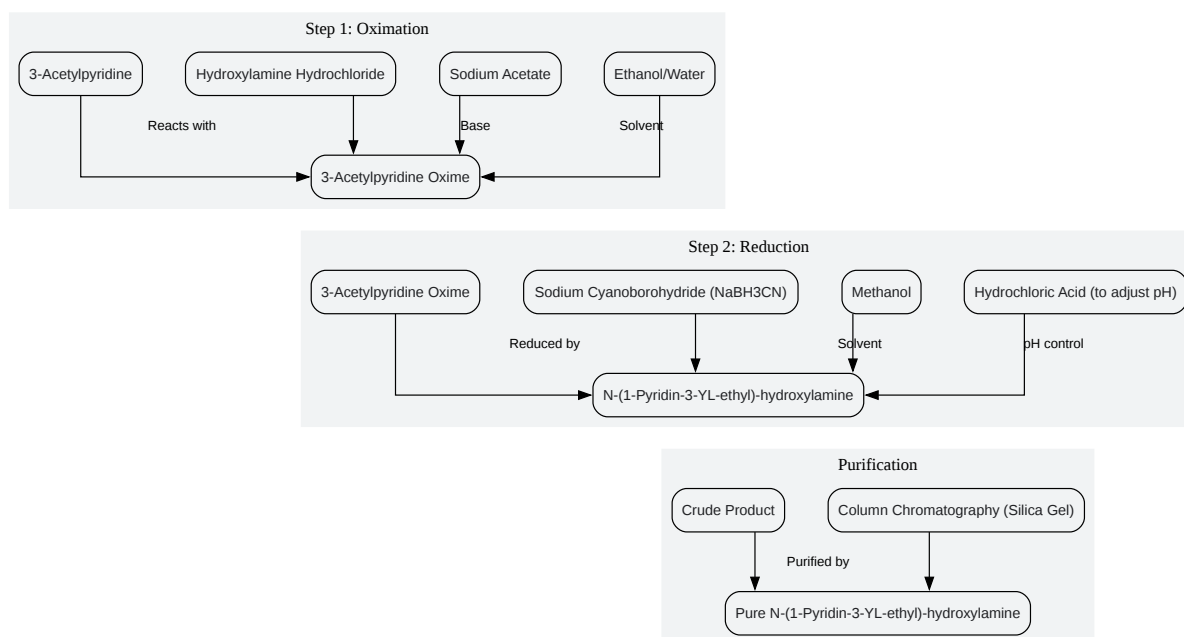 Step 1: Oximation
3-Acetylpyridine
Hydroxylamine Hydrochloride
Sodium Acetate
Ethanol/Water
Reacts with
Base
Solvent
3-Acetylpyridine Oxime
Step 2: Reduction
3-Acetylpyridine Oxime
Sodium Cyanoborohydride (NaBH3CN)
Methanol
Hydrochloric Acid (to adjust pH)
Reduced by
Solvent
pH control
N-(1-Pyridin-3-YL-ethyl)-hydroxylamine
Purification
Crude Product
Column Chromatography (Silica Gel)
Purified by
Pure N-(1-Pyridin-3-YL-ethyl)-hydroxylamine